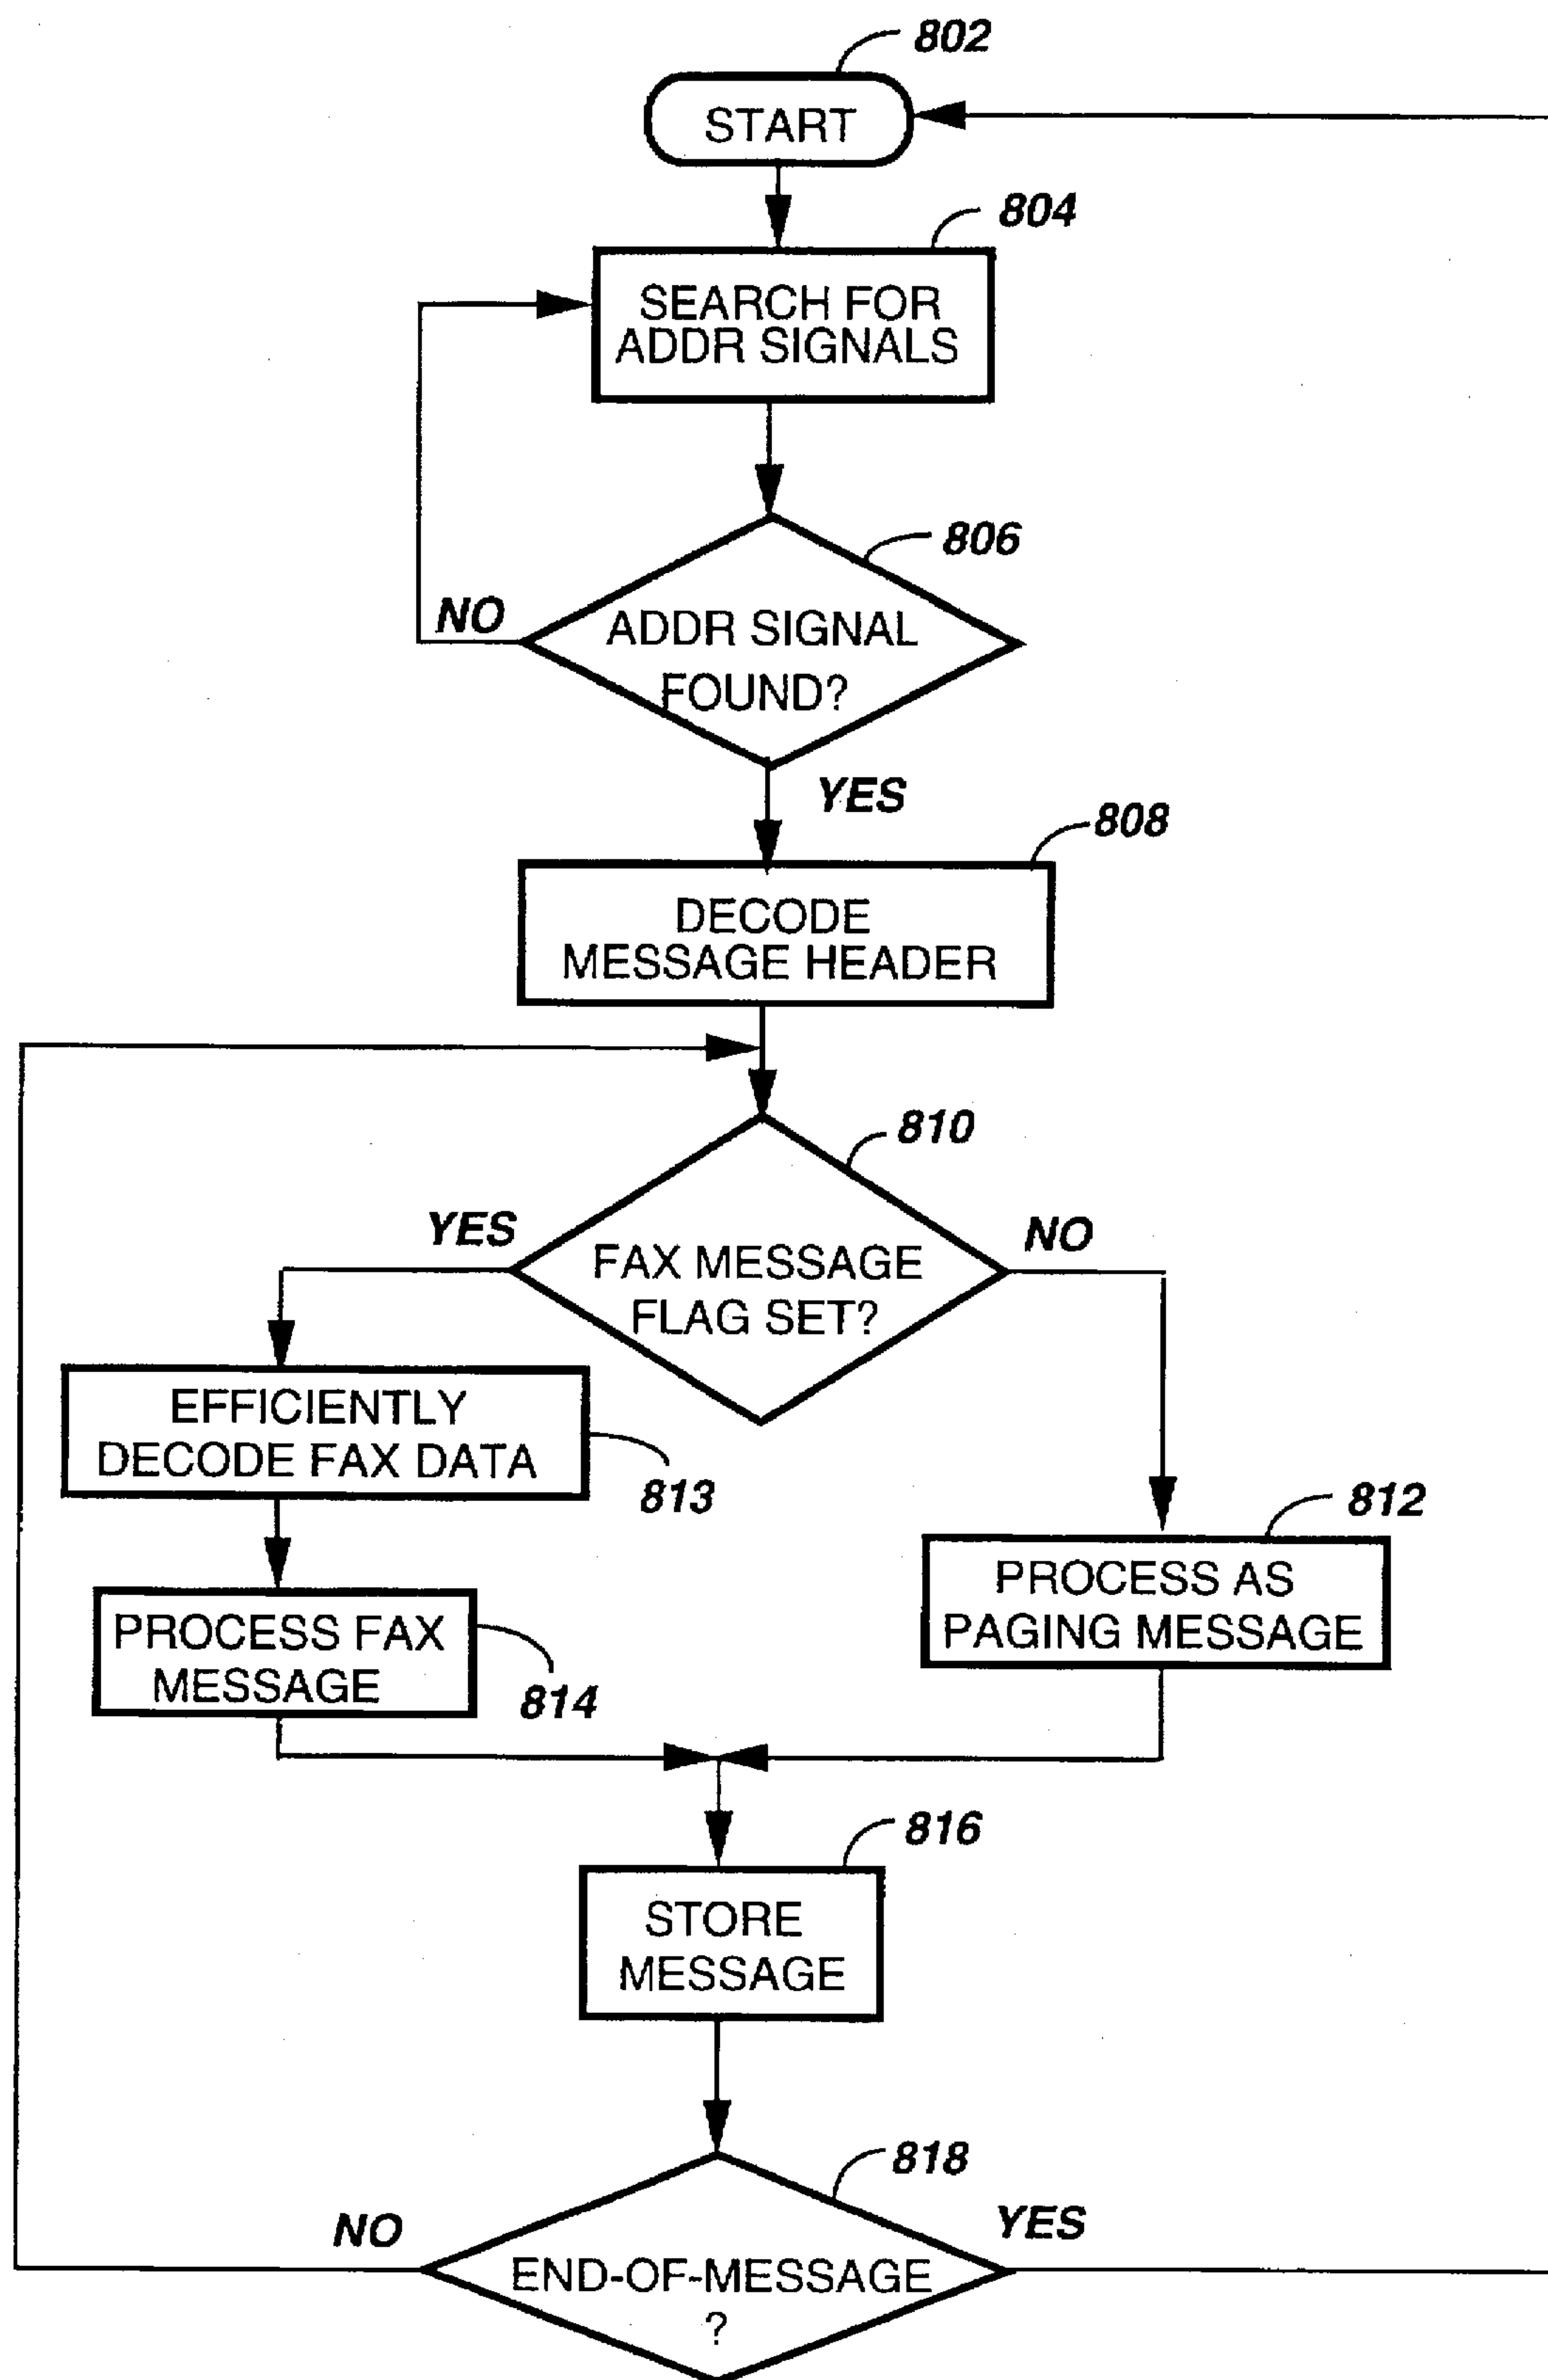 802
START
804
SEARCH FOR
ADDR SIGNALS
806
NO
ADDR SIGNAL
FOUND?
YES
808
DECODE
MESSAGE HEADER
810
YES
NO
FAX MESSAGE
FLAG SET?
EFFICIENTLY
DECODE FAX DATA
813
812
PROCESS AS
PAGING MESSAGE
PROCESS FAX
MESSAGE
814
816
STORE
MESSAGE
818
NO
YES
END-OF-MESSAGE
?